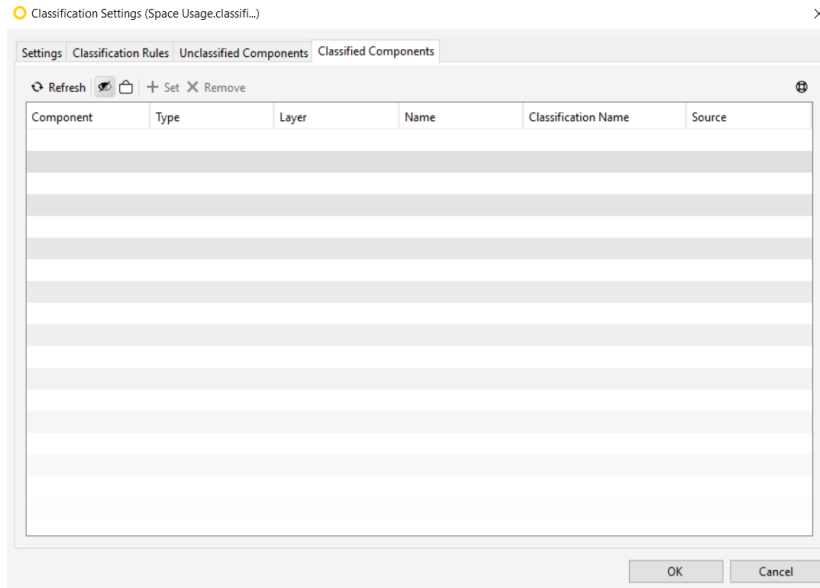 Classification Settings (Space Usage.classifi...)
Settings Classification Rules Unclassified Components Classified Components
Refresh Set Remove
Component Type Layer Name Classification Name Source
OK Cancel